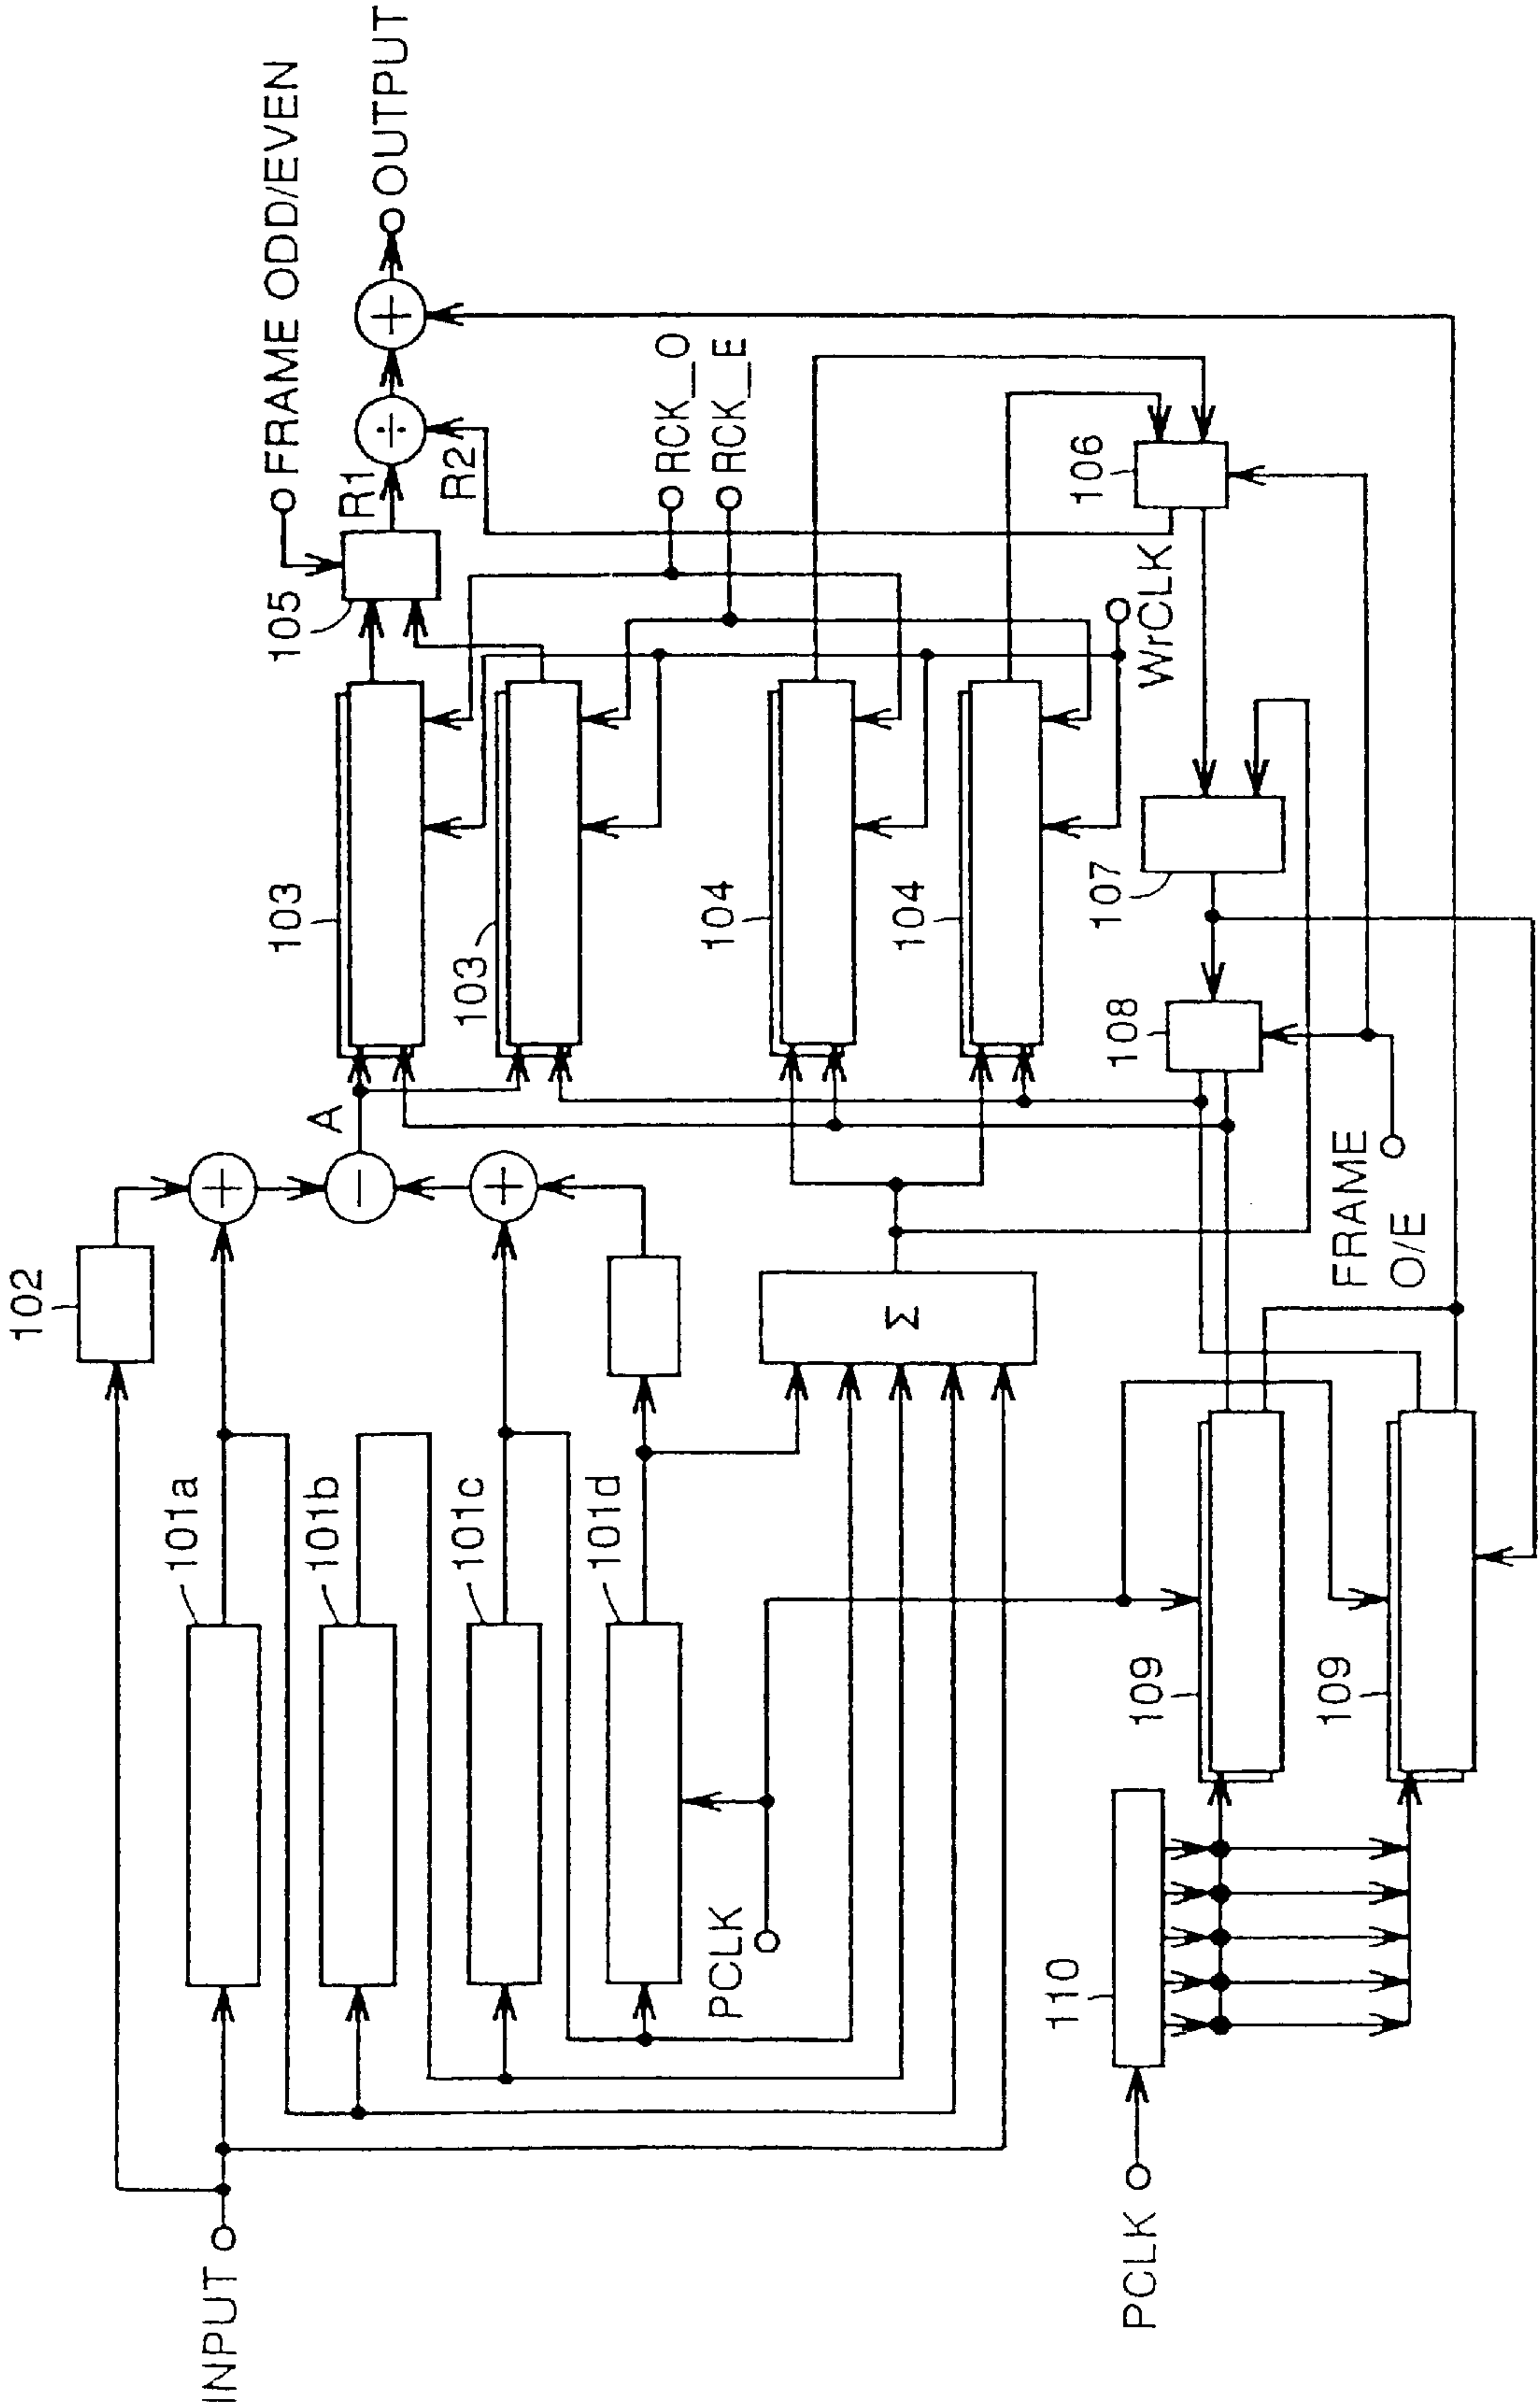 INPUT
102
101a
101b
101c
101d
PCLK
PCLK
110
109
109
Σ
+
−
+
A
103
103
104
104
105
FRAME ODD/EVEN
R1
R2
÷
+
OUTPUT
RCK_O
RCK_E
WrCLK
106
107
108
FRAME
O/E